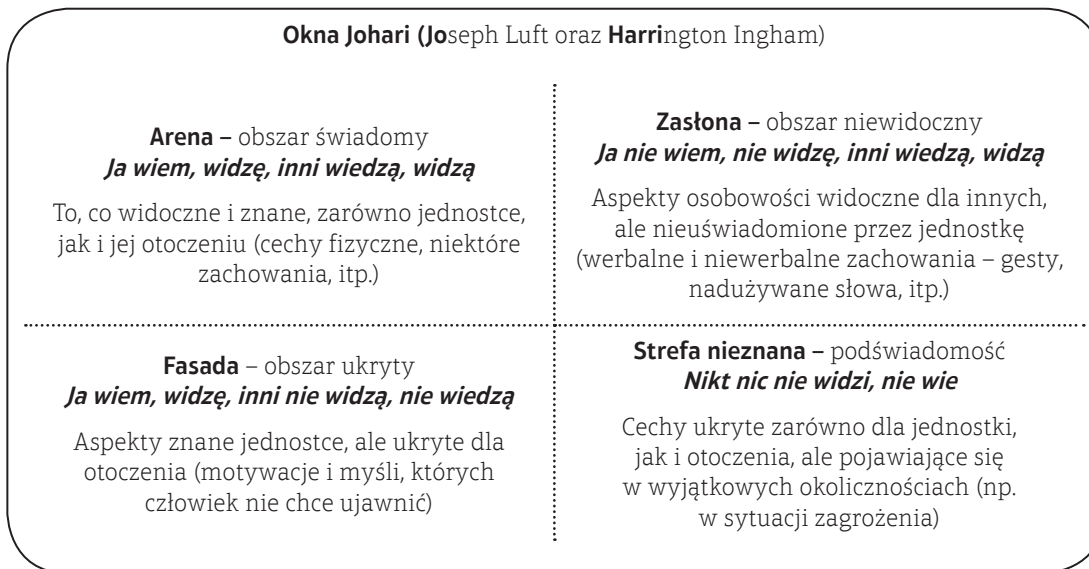 Okna Johari (Joseph Luft oraz Harrington Ingham)
Arena – obszar świadomy
Ja wiem, widzę, inni wiedzą, widzą
To, co widoczne i znane, zarówno jednostce,
jak i jej otoczeniu (cechy fizyczne, niektóre
zachowania, itp.)
Zasłona – obszar niewidoczny
Ja nie wiem, nie widzę, inni wiedzą, widzą
Aspekty osobowości widoczne dla innych,
ale nieuświadomione przez jednostkę
(werbalne i niewerbalne zachowania – gesty,
nadużywane słowa, itp.)
Fasada – obszar ukryty
Ja wiem, widzę, inni nie widzą, nie wiedzą
Aspekty znane jednostce, ale ukryte dla
otoczenia (motywacje i myśli, których
człowiek nie chce ujawnić)
Strefa nieznana – podświadomość
Nikt nic nie widzi, nie wie
Cechy ukryte zarówno dla jednostki,
jak i otoczenia, ale pojawiające się
w wyjątkowych okolicznościach (np.
w sytuacji zagrożenia)